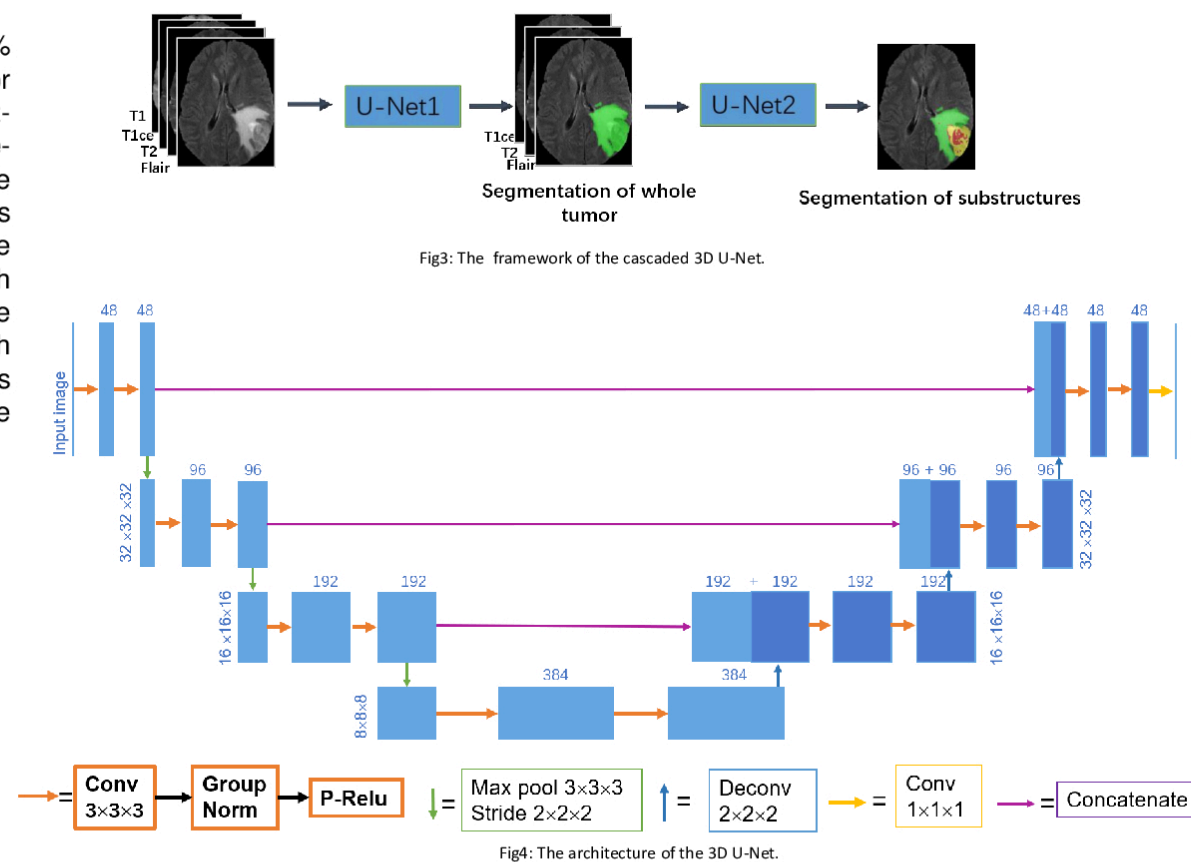 %
or
t-
e-
e
s
e
h
e
h
s
e
T1
T1ce
T2
Flair
U-Net1
T1ce
T2
Flair
U-Net2
Segmentation of whole
tumor
Segmentation of substructures
Fig3: The framework of the cascaded 3D U-Net.
48 48 48+48 48 48
Input image
96 96 96 + 96 96 96
32 ×32 ×32
32 ×32 ×32
192 192 192 + 192 192 192
16 ×16×16
16 ×16×16
384 384
8×8×8
= Conv
3×3×3
Group
Norm
P-Relu
= Max pool 3×3×3
Stride 2×2×2
= Deconv
2×2×2
= Conv
1×1×1
= Concatenate
Fig4: The architecture of the 3D U-Net.